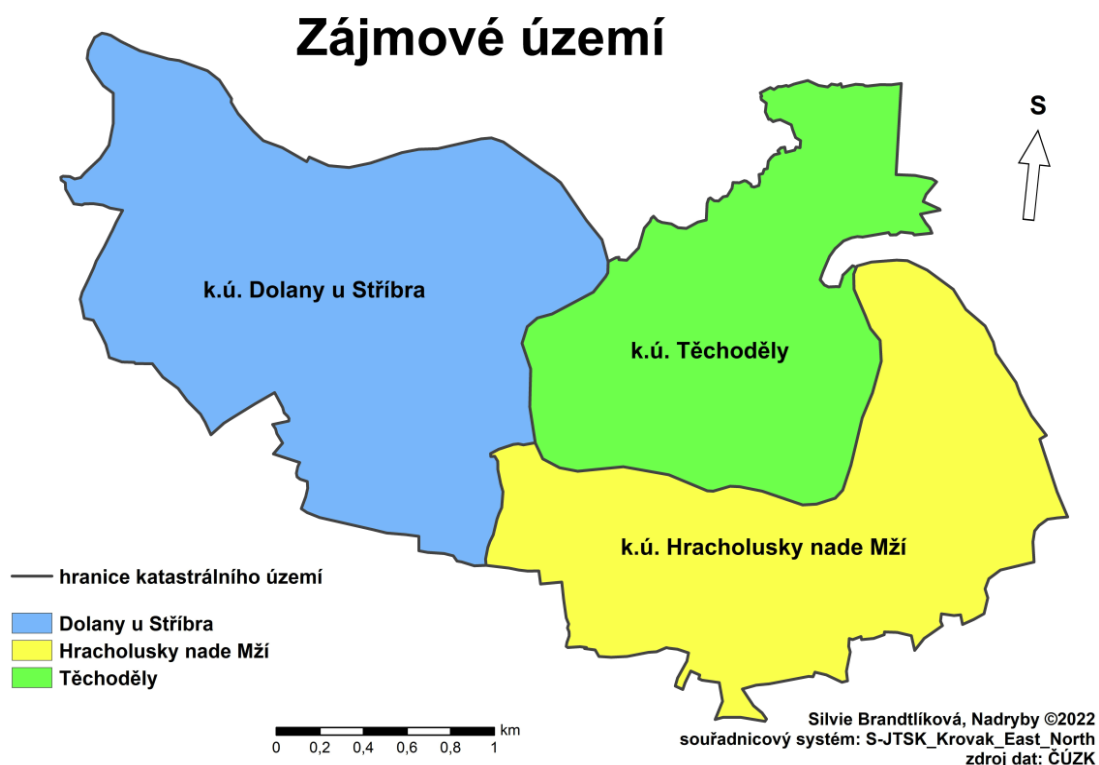 Zájmové území
S
k.ú. Dolany u Stříbra
k.ú. Těchoděly
k.ú. Hracholusky nade Mží
hranice katastrálního území
Dolany u Stříbra
Hracholusky nade Mží
Těchoděly
km
0 0,2 0,4 0,6 0,8 1
Silvie Brandtlíková, Nadryby ©2022
souřadnicový systém: S-JTSK_Krovak_East_North
zdroj dat: ČÚZK